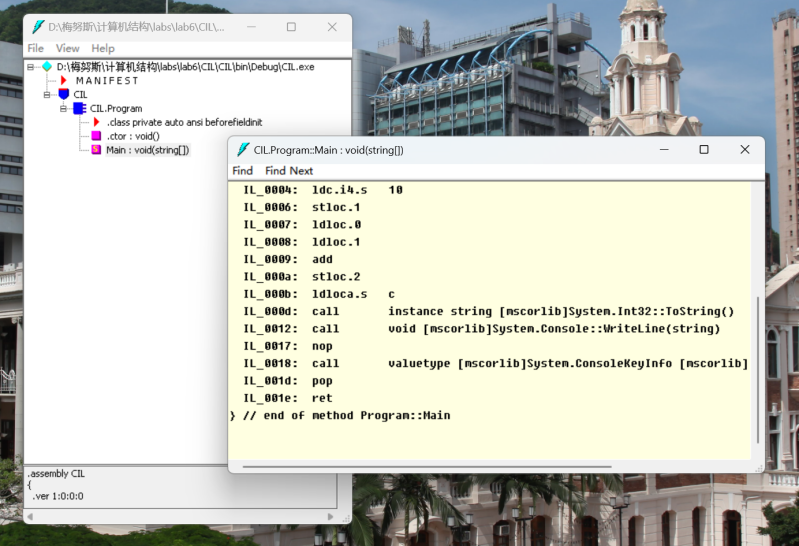 D:\梅努斯\计算机结构\labs\lab6\CIL\...
File View Help
D:\梅努斯\计算机结构\labs\lab6\CIL\CIL\bin\Debug\CIL.exe
M A N I F E S T
CIL
CIL.Program
.class private auto ansi beforefieldinit
.ctor : void()
Main : void(string[])
.assembly CIL
{
.ver 1:0:0:0
CIL.Program::Main : void(string[])
Find Find Next
IL_0004: ldc.i4.s 10
IL_0006: stloc.1
IL_0007: ldloc.0
IL_0008: ldloc.1
IL_0009: add
IL_000a: stloc.2
IL_000b: ldloca.s c
IL_000d: call instance string [mscorlib]System.Int32::ToString()
IL_0012: call void [mscorlib]System.Console::WriteLine(string)
IL_0017: nop
IL_0018: call valuetype [mscorlib]System.ConsoleKeyInfo [mscorlib]
IL_001d: pop
IL_001e: ret
} // end of method Program::Main